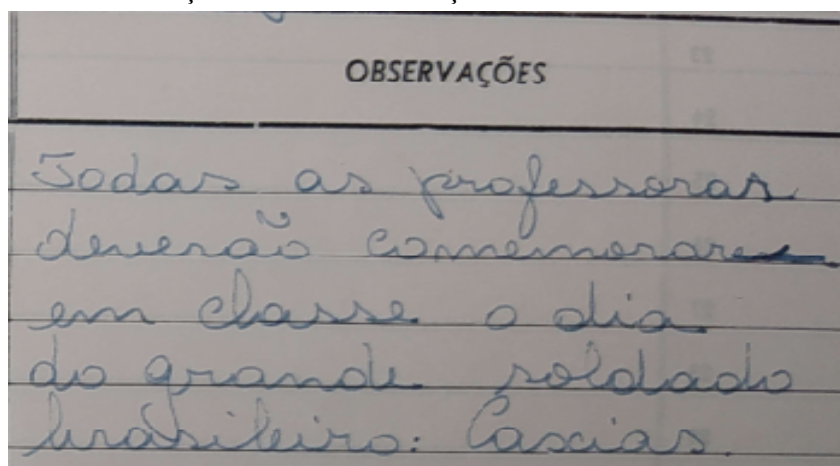 OBSERVAÇÕES
Todas as professoras
deverão comemorar
em classe o dia
do grande soldado
brasileiro: Caxias.